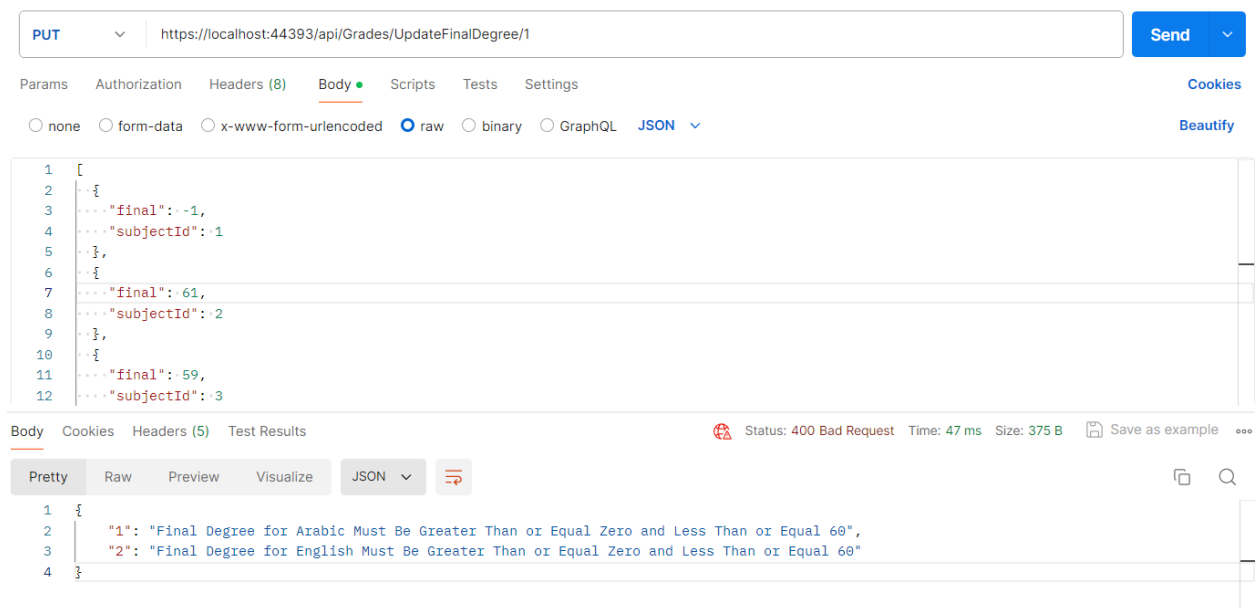 PUT https://localhost:44393/api/Grades/UpdateFinalDegree/1 Send
Params Authorization Headers (8) Body Scripts Tests Settings Cookies
none form-data x-www-form-urlencoded raw binary GraphQL JSON Beautify
1 [
2 {
3 "final": -1,
4 "subjectId": 1
5 },
6 {
7 "final": 61,
8 "subjectId": 2
9 },
10 {
11 "final": 59,
12 "subjectId": 3
Body Cookies Headers (5) Test Results Status: 400 Bad Request Time: 47 ms Size: 375 B Save as example
Pretty Raw Preview Visualize JSON
1 {
2 "1": "Final Degree for Arabic Must Be Greater Than or Equal Zero and Less Than or Equal 60",
3 "2": "Final Degree for English Must Be Greater Than or Equal Zero and Less Than or Equal 60"
4 }